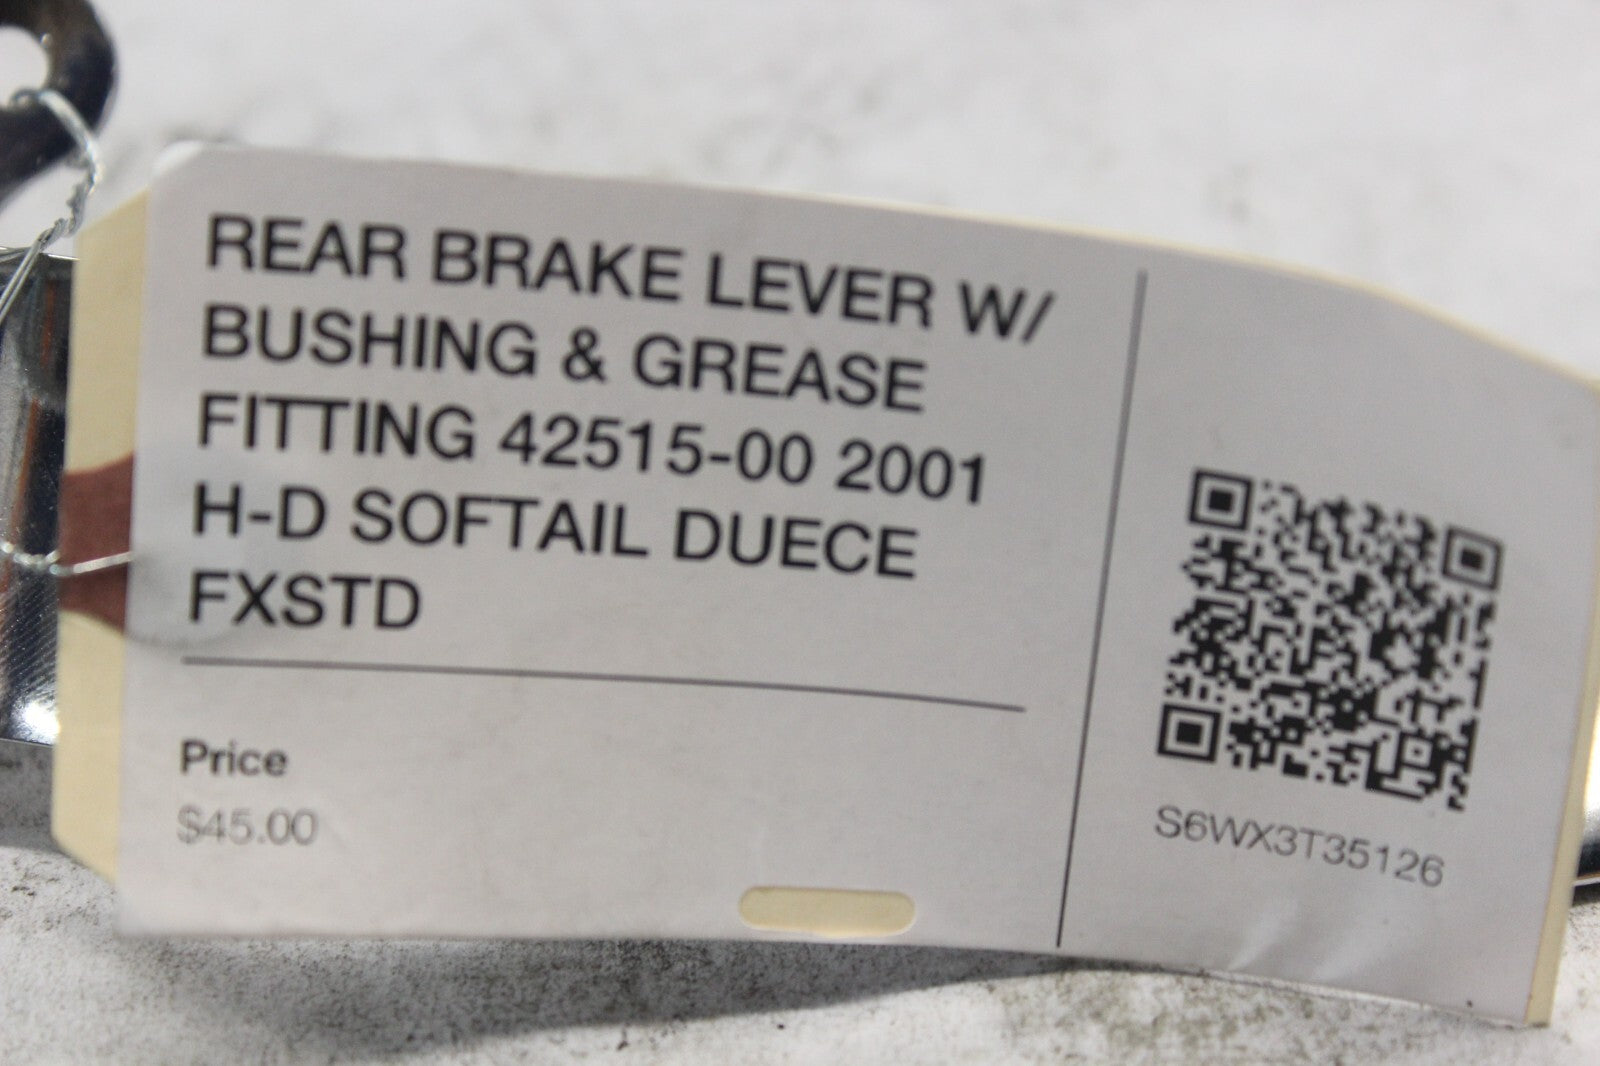 REAR BRAKE LEVER W/
BUSHING & GREASE
FITTING 42515-00 2001
H-D SOFTAIL DUECE
FXSTD
Price
$45.00
S6WX3T35126